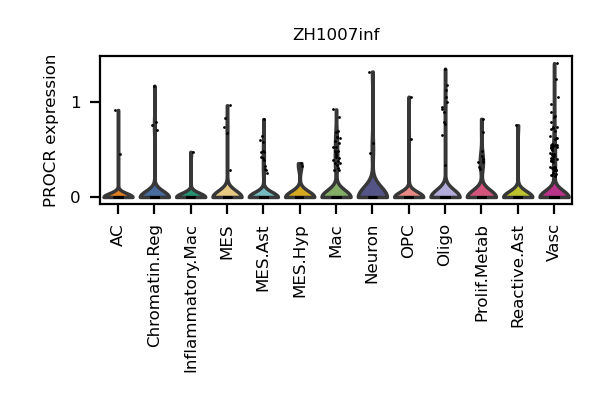 ZH1007inf
PROCR expression
1
0
AC
Chromatin.Reg
Inflammatory.Mac
MES
MES.Ast
MES.Hyp
Mac
Neuron
OPC
Oligo
Prolif.Metab
Reactive.Ast
Vasc